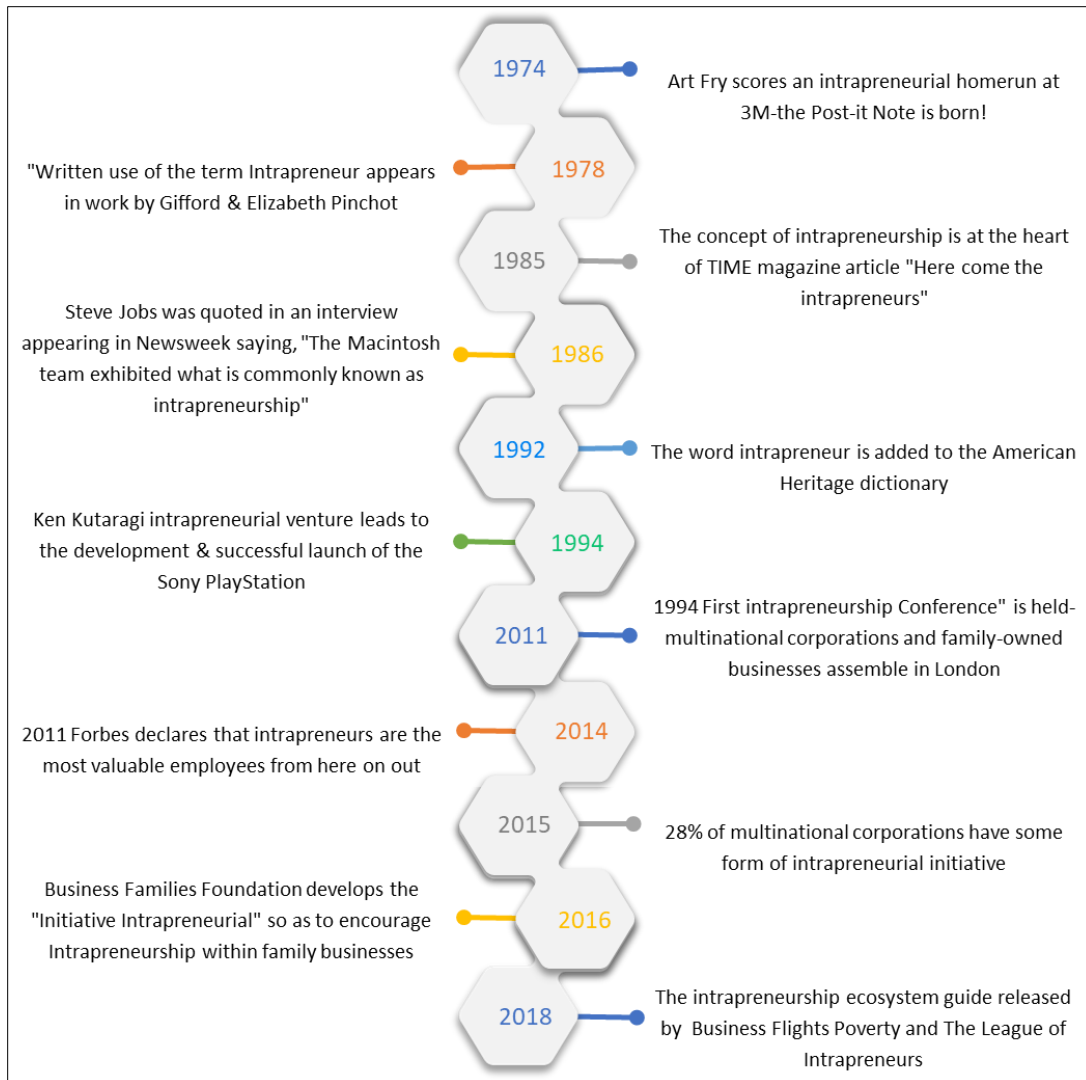 1974
Art Fry scores an intrapreneurial homerun at
3M-the Post-it Note is born!
1978
"Written use of the term Intrapreneur appears
in work by Gifford & Elizabeth Pinchot
1985
The concept of intrapreneurship is at the heart
of TIME magazine article "Here come the
intrapreneurs"
1986
Steve Jobs was quoted in an interview
appearing in Newsweek saying, "The Macintosh
team exhibited what is commonly known as
intrapreneurship"
1992
The word intrapreneur is added to the American
Heritage dictionary
1994
Ken Kutaragi intrapreneurial venture leads to
the development & successful launch of the
Sony PlayStation
2011
1994 First intrapreneurship Conference" is held-
multinational corporations and family-owned
businesses assemble in London
2014
2011 Forbes declares that intrapreneurs are the
most valuable employees from here on out
2015
28% of multinational corporations have some
form of intrapreneurial initiative
2016
Business Families Foundation develops the
"Initiative Intrapreneurial" so as to encourage
Intrapreneurship within family businesses
2018
The intrapreneurship ecosystem guide released
by Business Flights Poverty and The League of
Intrapreneurs